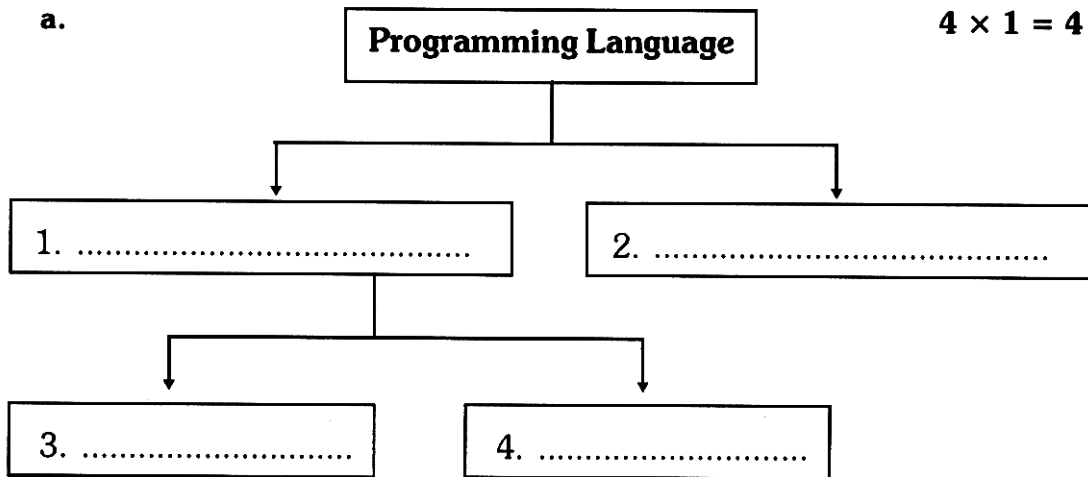 a.
4 × 1 = 4
Programming Language
1. ..........................................
2. ..........................................
3. .............................
4. .............................